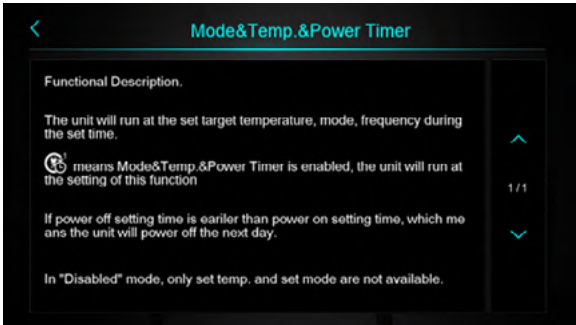 Mode&Temp.&Power Timer
Functional Description.
The unit will run at the set target temperature, mode, frequency during
the set time.
means Mode&Temp.&Power Timer is enabled, the unit will run at
the setting of this function
1/1
If power off setting time is eariler than power on setting time, which me
ans the unit will power off the next day.
In "Disabled" mode, only set temp. and set mode are not available.